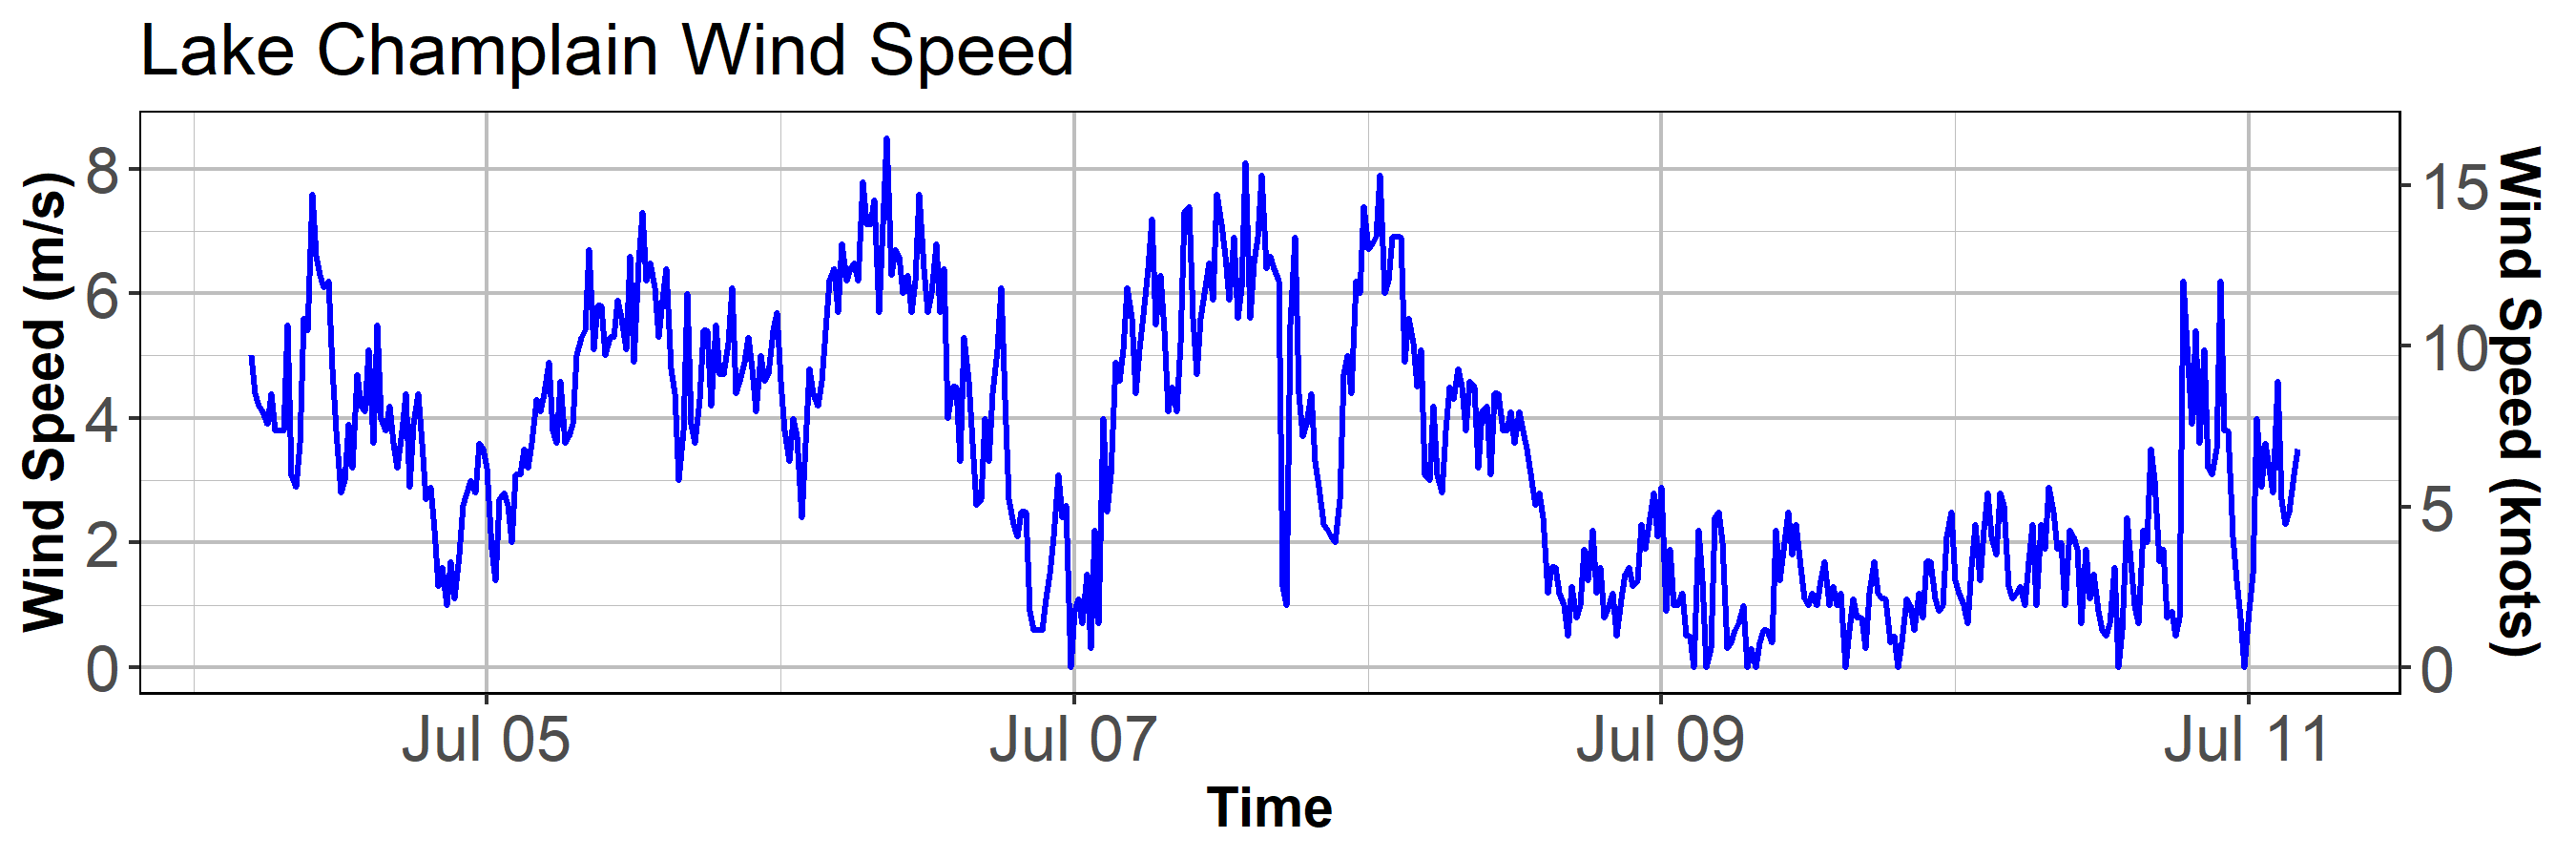 Lake Champlain Wind Speed
Wind Speed (m/s)
8
6
4
2
0
15
10
5
0
Wind Speed (knots)
Jul 05
Jul 07
Jul 09
Jul 11
Time